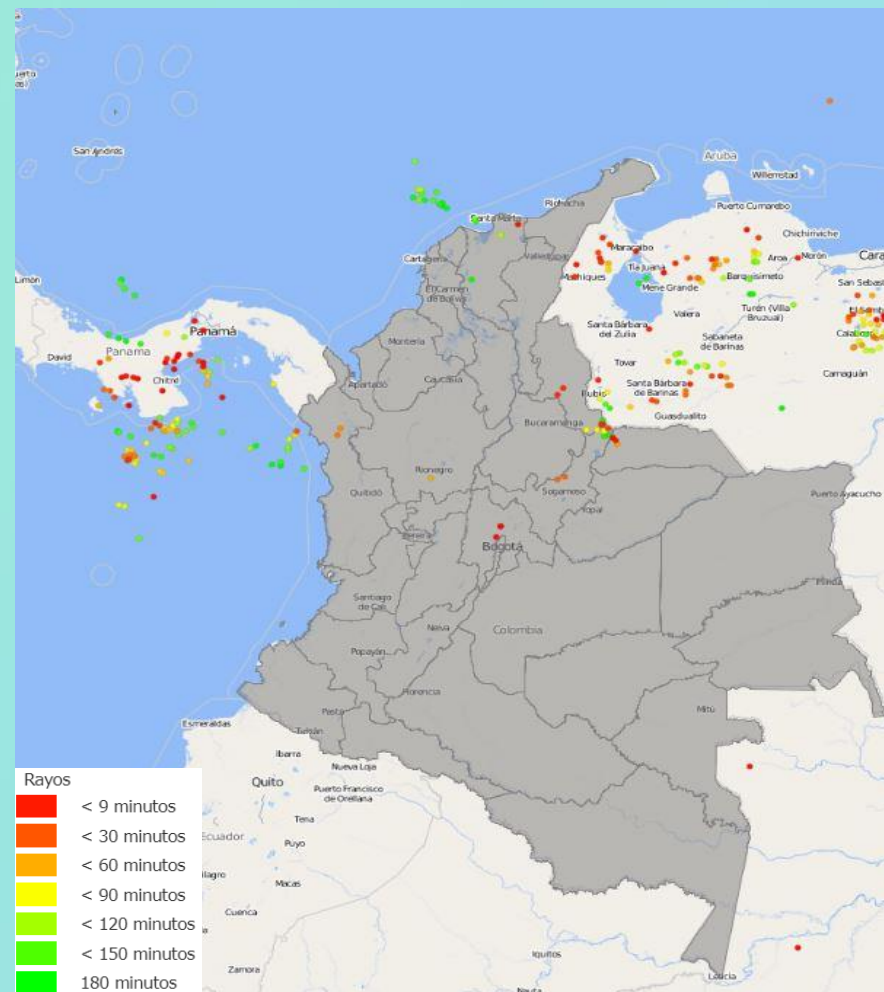 San Andrés
Aruba
Willemstad
Riohacha
Puerto Cumarebo
Santa Marta
Chichiriviche
Maracaibo
Cartagena
Valledupar
Tía Juana
Aroa
Morón
Cara
Limón
Machiques
Barquisimeto
San Sebast
El Carmen
de Bolívar
Mene Grande
Turén (Villa
Bruzual)
Panamá
Valera
Santa Bárbara
del Zulia
Sabaneta
de Barinas
David
Panama
Montería
Chitré
Tovar
Camaguán
Apartadó
Caucasia
Rubio
Santa Bárbara
de Barinas
Guasdualito
Bucaramanga
Rionegro
Quibdó
Sogamoso
Puerto Ayacucho
Yopal
Pereira
Bogotá
Santiago
de Cali
Neiva
Colombia
Popayán
Florencia
Mitú
Pasto
Esmeraldas
Tulcán
Ibarra
Nueva Loja
Rayos
Quito
Puerto Francisco
de Orellana
< 9 minutos
Tena
< 30 minutos
Ecuador
Puyo
< 60 minutos
Macas
< 90 minutos
Cuenca
< 120 minutos
Iquitos
< 150 minutos
Zamora
Leticia
180 minutos
Nauta